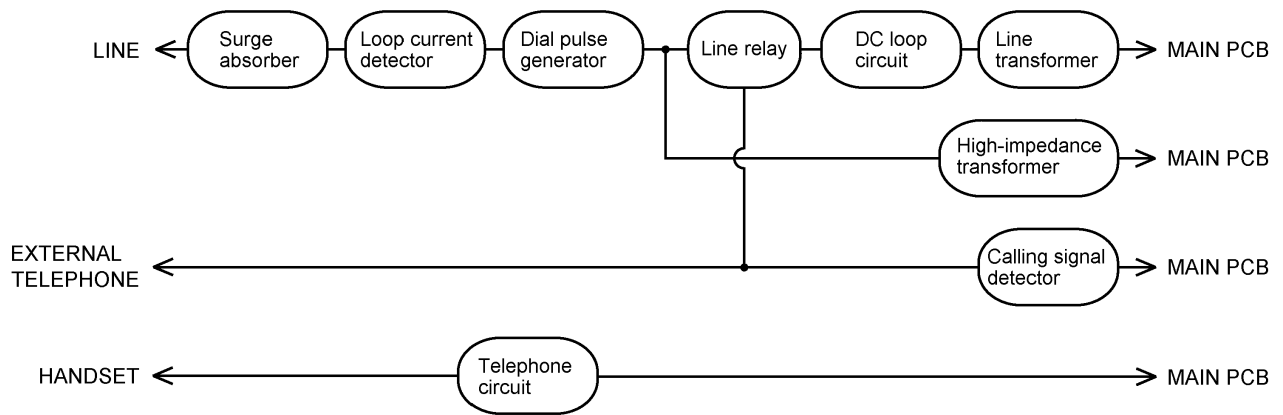 LINE
Surge
absorber
Loop current
detector
Dial pulse
generator
Line relay
DC loop
circuit
Line
transformer
MAIN PCB
High-impedance
transformer
MAIN PCB
EXTERNAL
TELEPHONE
Calling signal
detector
MAIN PCB
HANDSET
Telephone
circuit
MAIN PCB